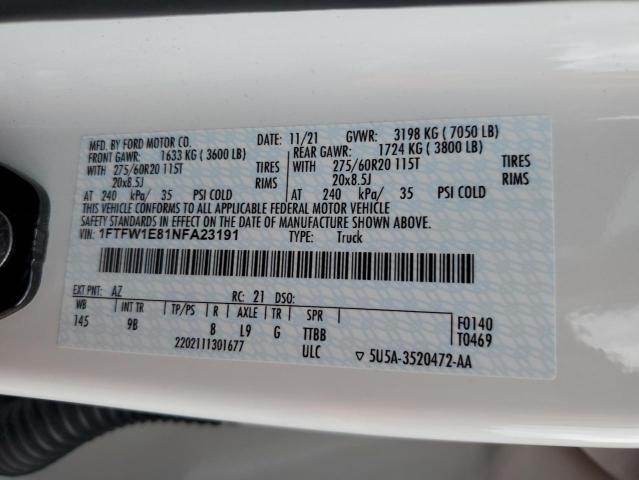 MFD. BY FORD MOTOR CO. 11/21 GVWR: 3198 KG ( 7050 LB)
FRONT GAWR: 1633 KG ( 3600 LB) REAR GAWR: 1724 KG ( 3800 LB)
WITH 275/60R20 115T TIRES WITH 275/60R20 115T TIRES
20x8.5J RIMS 20x8.5J RIMS
AT 240 kPa/ 35 PSI COLD AT 240 kPa/ 35 PSI COLD
THIS VEHICLE CONFORMS TO ALL APPLICABLE FEDERAL MOTOR VEHICLE
SAFETY STANDARDS IN EFFECT ON THE DATE OF MANUFACTURE SHOWN ABOVE.
VIN: 1FTFW1E81NFA23191 TYPE: Truck
EXT PNT: AZ RC: 21 DSO:
WB INT TR TP/PS R AXLE TR SPR F0140
145 9B 8 L9 G TTBB T0469
2202111301677 ULC ▽ 5U5A-3520472-AA